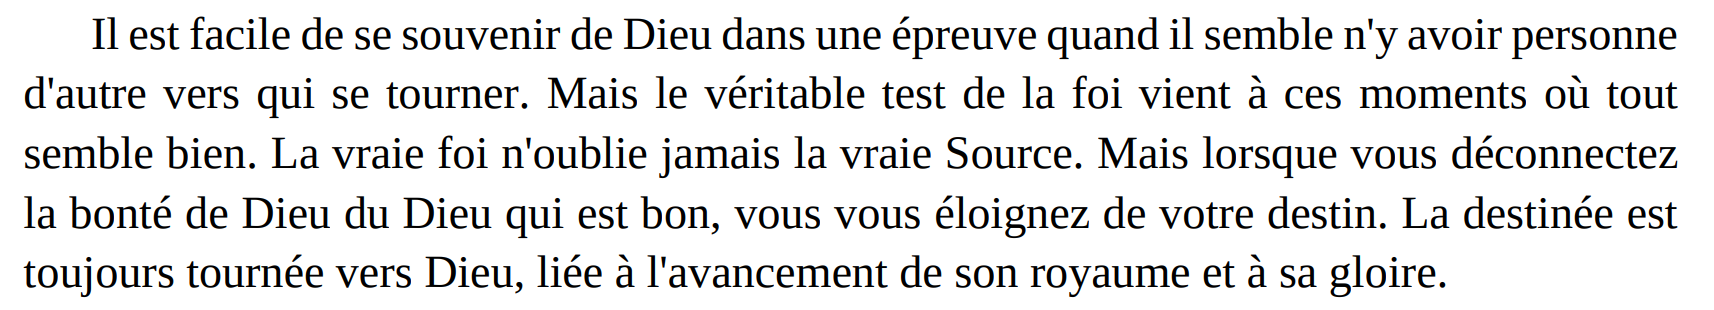 Il est facile de se souvenir de Dieu dans une épreuve quand il semble n'y avoir personne
d'autre vers qui se tourner. Mais le véritable test de la foi vient à ces moments où tout
semble bien. La vraie foi n'oublie jamais la vraie Source. Mais lorsque vous déconnectez
la bonté de Dieu du Dieu qui est bon, vous vous éloignez de votre destin. La destinée est
toujours tournée vers Dieu, liée à l'avancement de son royaume et à sa gloire.